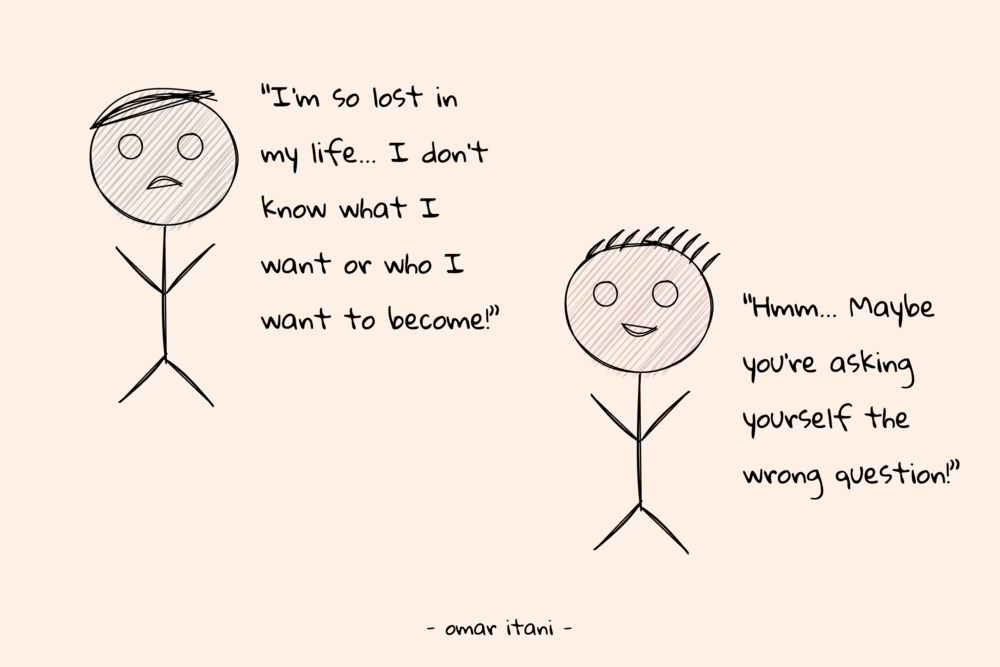 "I'm so lost in
my life... I don't
know what I
want or who I
want to become!"
"Hmm... Maybe
you're asking
yourself the
wrong question!"
- omar itani -